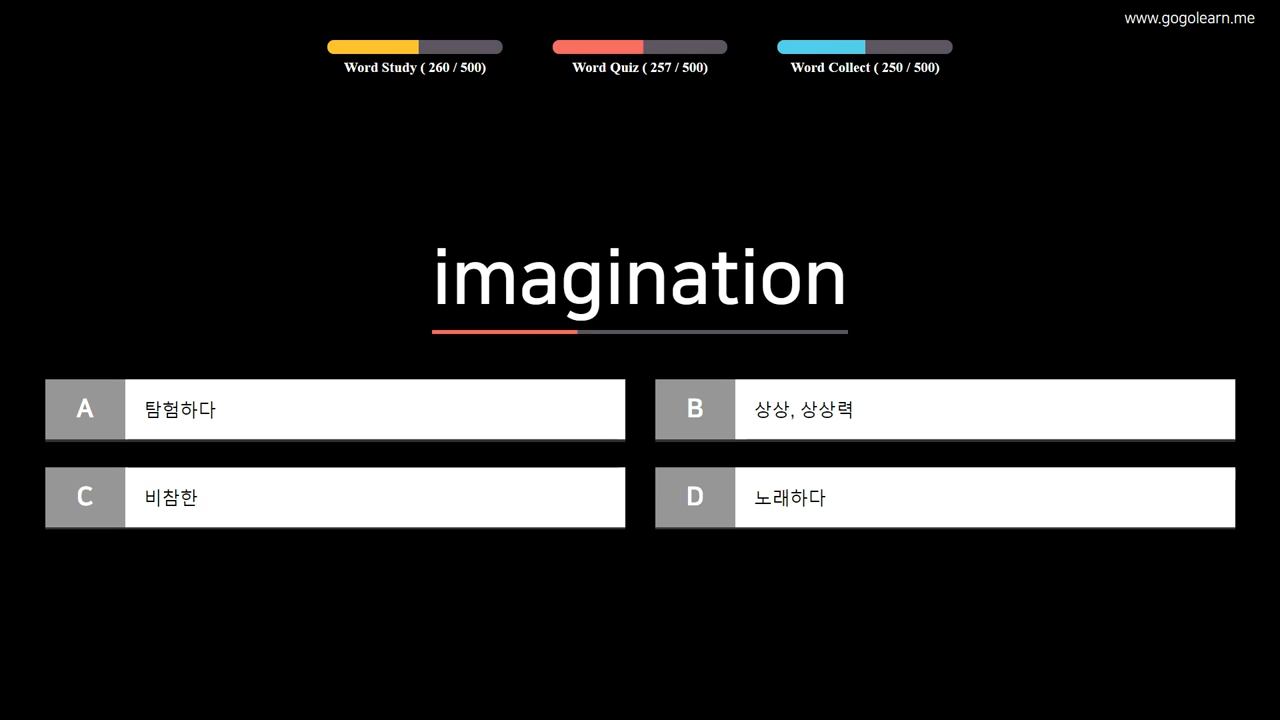 www.gogolearn.me
Word Study ( 260 / 500)
Word Quiz ( 257 / 500)
Word Collect ( 250 / 500)
imagination
A 탐험하다
B 상상, 상상력
C 비참한
D 노래하다